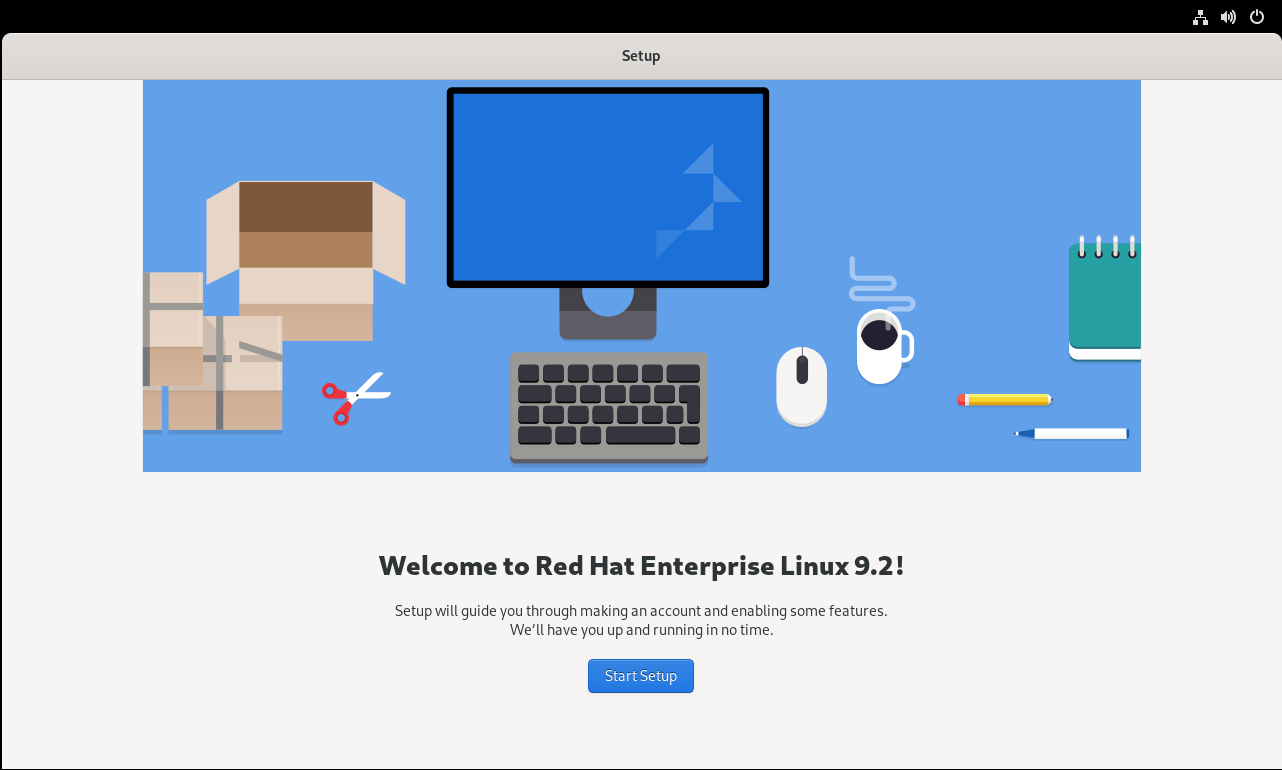 Setup
Welcome to Red Hat Enterprise Linux 9.2!
Setup will guide you through making an account and enabling some features.
We’ll have you up and running in no time.
Start Setup